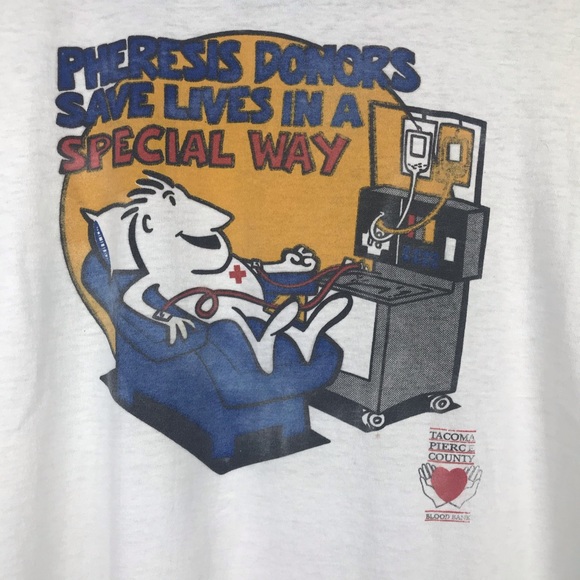 PHERESIS DONORS
SAVE LIVES IN A
SPECIAL WAY
TACOMA
PIERCE
COUNTY
BLOOD BANK